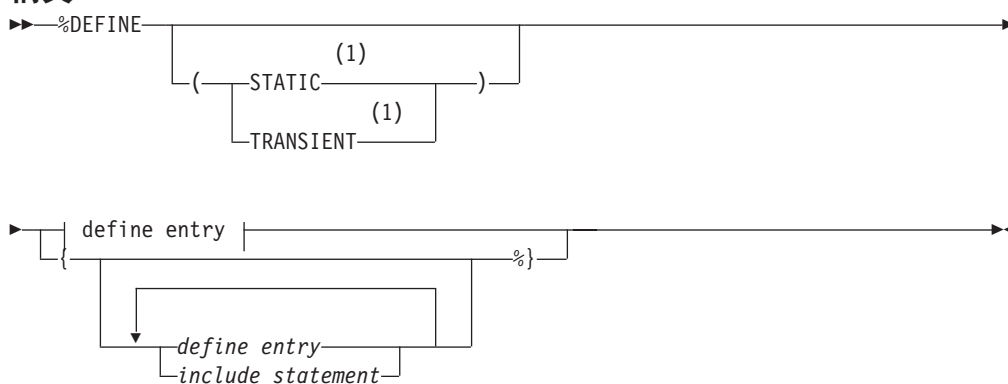 %DEFINE
(1)
( STATIC )
(1)
TRANSIENT
define entry
{ %}
define entry
include statement